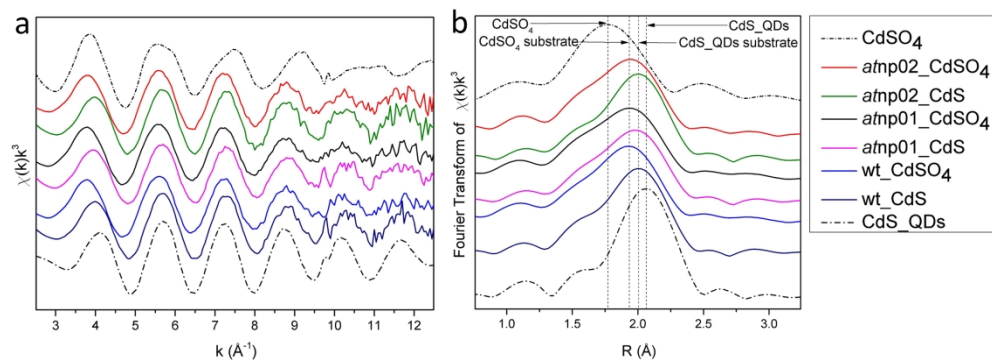 a
χ(k)k³
3 4 5 6 7 8 9 10 11 12
k (Å⁻¹)
b
CdSO₄
CdS_QDs
CdSO₄ substrate
CdS_QDs substrate
Fourier Transform of χ(k)k³
1.0 1.5 2.0 2.5 3.0
R (Å)
CdSO₄
atnp02_CdSO₄
atnp02_CdS
atnp01_CdSO₄
atnp01_CdS
wt_CdSO₄
wt_CdS
CdS_QDs